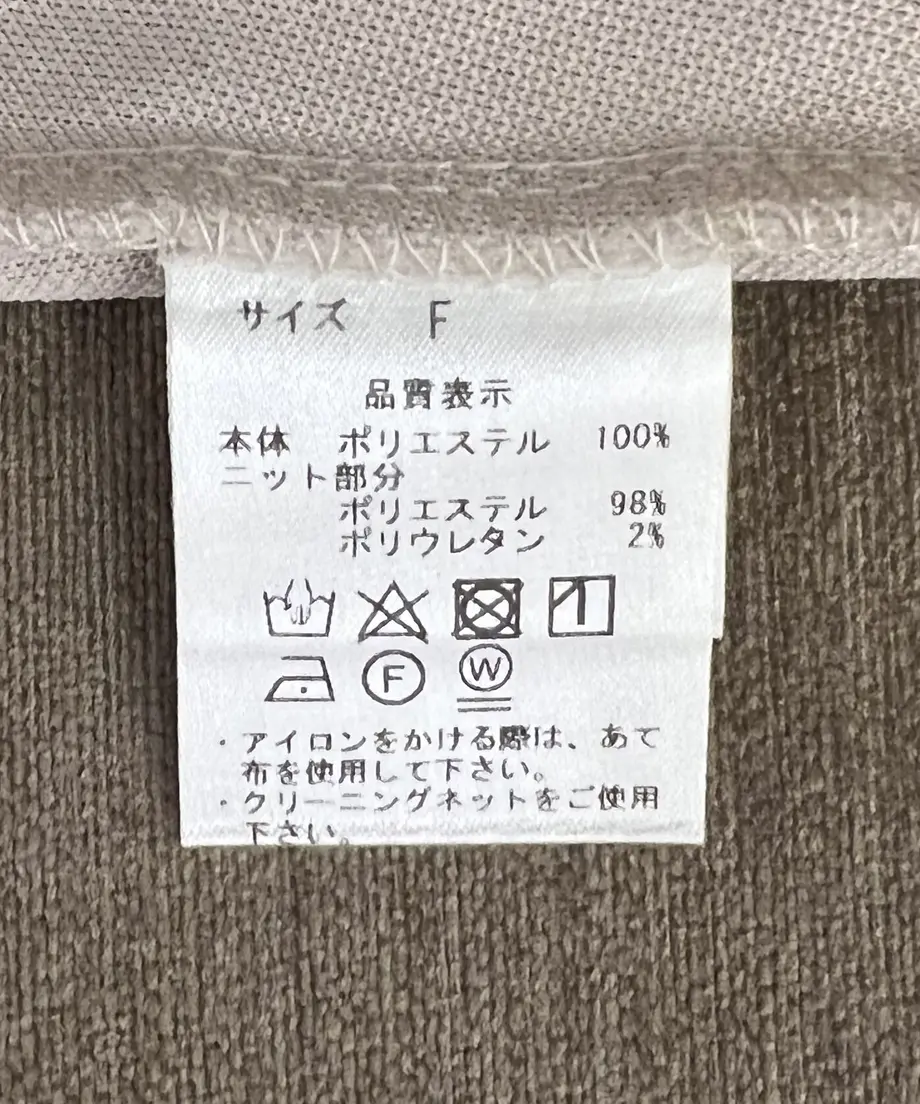 サイズ F
品質表示
本体 ポリエステル 100%
ニット部分
ポリエステル 98%
ポリウレタン 2%
F W
・アイロンをかける際は、あて
布を使用して下さい。
・クリーニングネットをご使用
下さい。